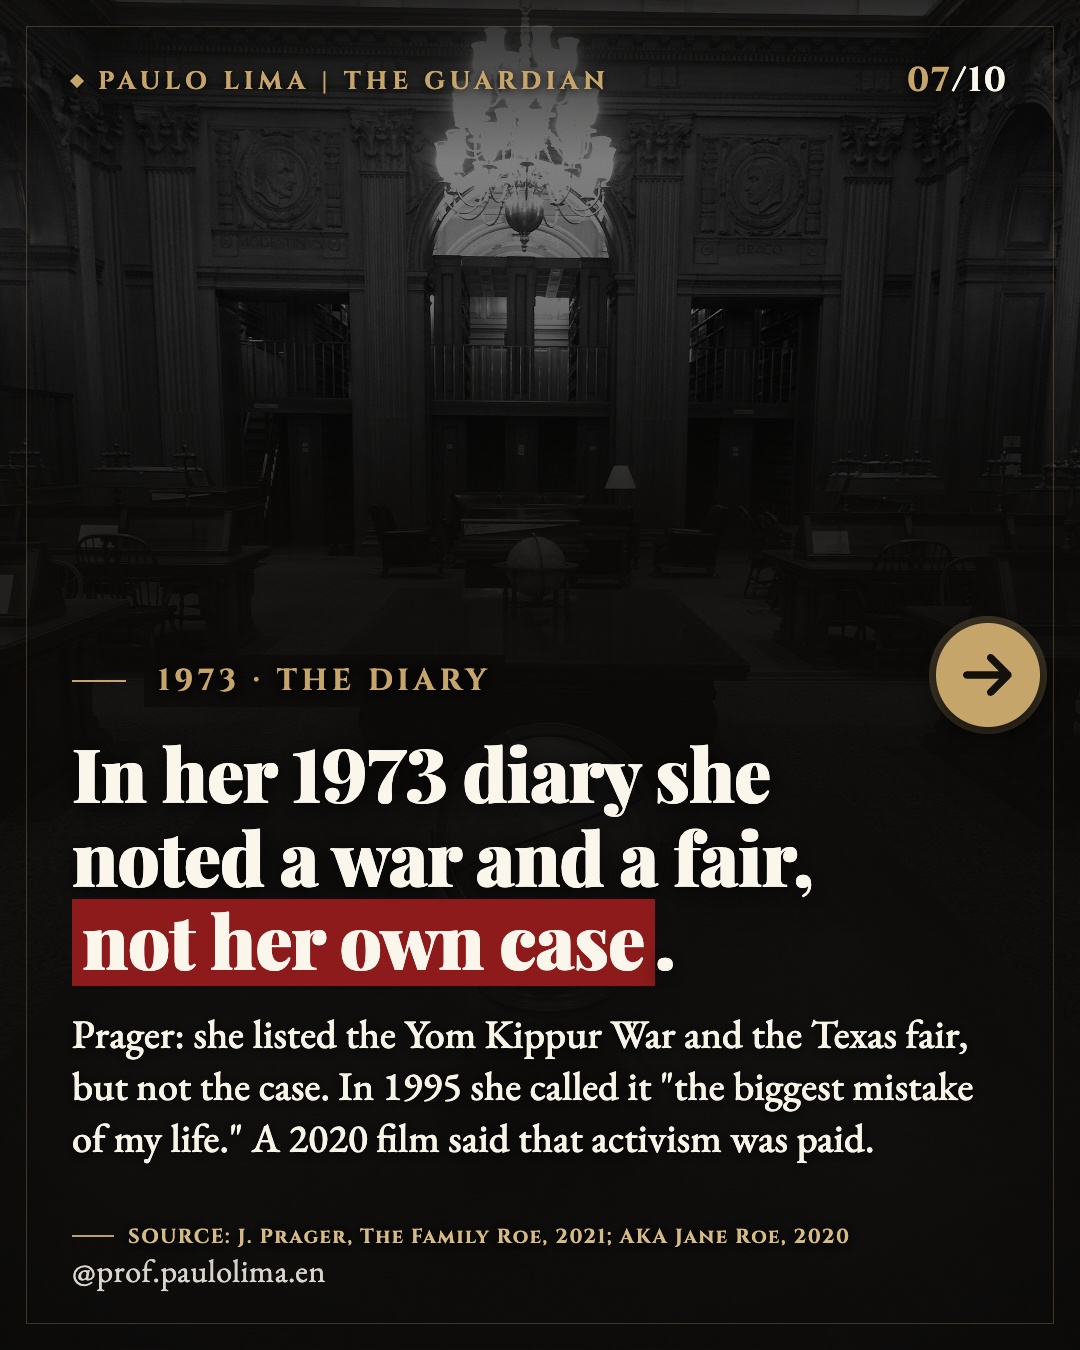 ◆ PAULO LIMA | THE GUARDIAN
07/10
1973 · THE DIARY
In her 1973 diary she
noted a war and a fair,
not her own case.
Prager: she listed the Yom Kippur War and the Texas fair,
but not the case. In 1995 she called it "the biggest mistake
of my life." A 2020 film said that activism was paid.
SOURCE: J. Prager, The Family Roe, 2021; AKA Jane Roe, 2020
@prof.paulolima.en